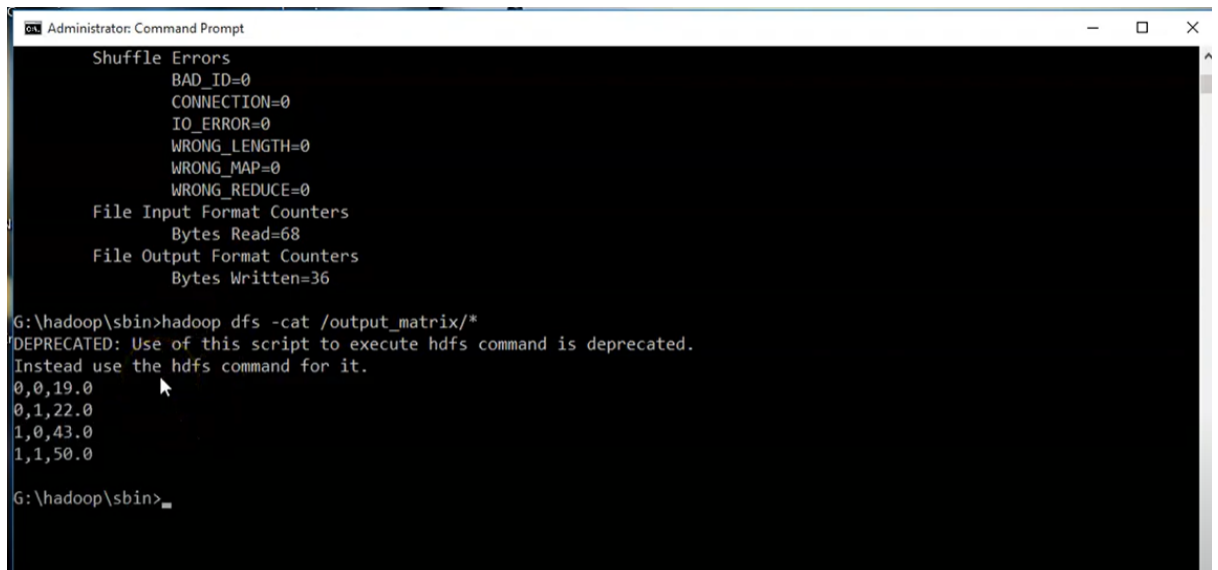 Administrator: Command Prompt
Shuffle Errors
BAD_ID=0
CONNECTION=0
IO_ERROR=0
WRONG_LENGTH=0
WRONG_MAP=0
WRONG_REDUCE=0
File Input Format Counters
Bytes Read=68
File Output Format Counters
Bytes Written=36
G:\hadoop\sbin>hadoop dfs -cat /output_matrix/*
DEPRECATED: Use of this script to execute hdfs command is deprecated.
Instead use the hdfs command for it.
0,0,19.0
0,1,22.0
1,0,43.0
1,1,50.0
G:\hadoop\sbin>